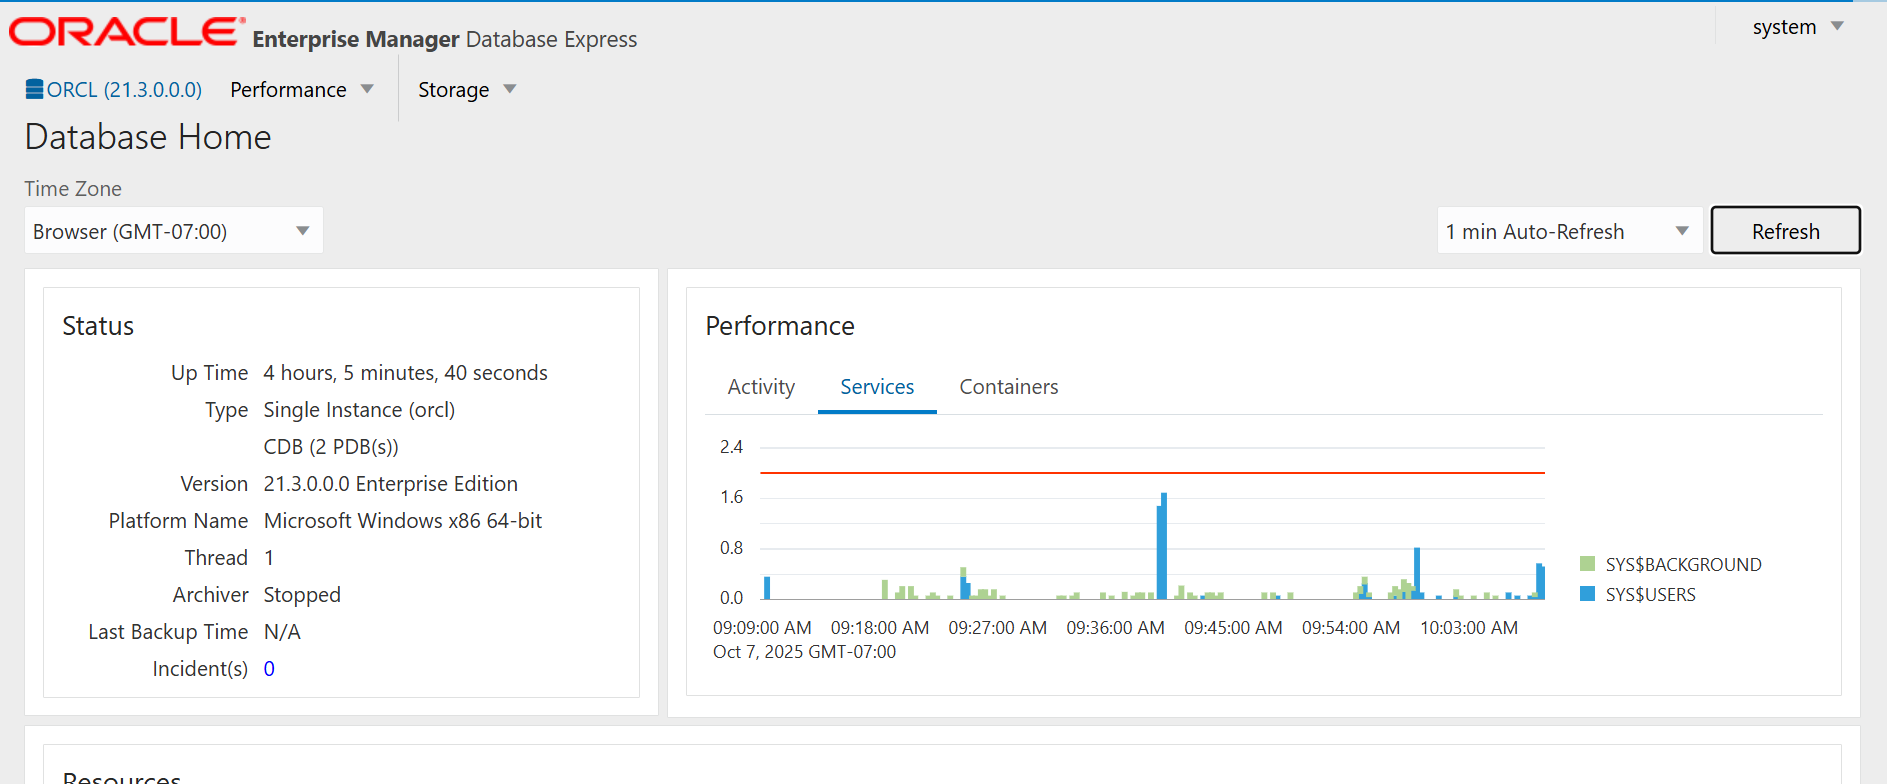 ORACLE® Enterprise Manager Database Express
system
ORCL (21.3.0.0.0) Performance Storage
Database Home
Time Zone
Browser (GMT-07:00)
1 min Auto-Refresh
Refresh
Status
Up Time 4 hours, 5 minutes, 40 seconds
Type Single Instance (orcl)
CDB (2 PDB(s))
Version 21.3.0.0.0 Enterprise Edition
Platform Name Microsoft Windows x86 64-bit
Thread 1
Archiver Stopped
Last Backup Time N/A
Incident(s) 0
Performance
Activity Services Containers
2.4
1.6
0.8
0.0
09:09:00 AM 09:18:00 AM 09:27:00 AM 09:36:00 AM 09:45:00 AM 09:54:00 AM 10:03:00 AM
Oct 7, 2025 GMT-07:00
SYS$BACKGROUND
SYS$USERS
Resources